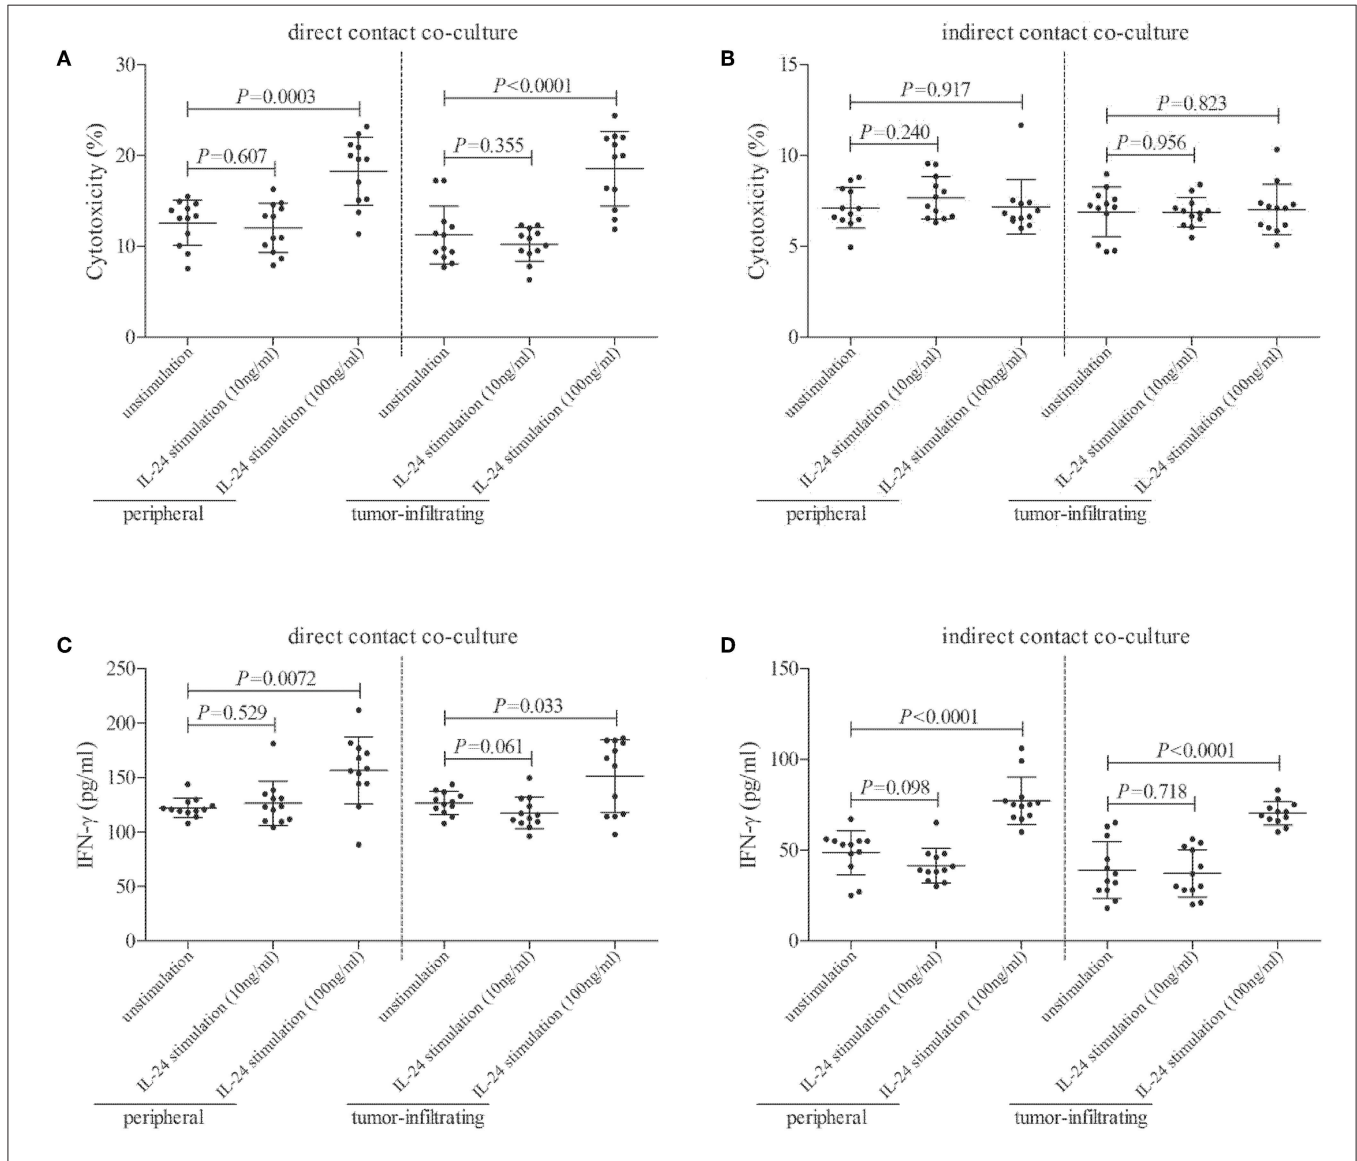 A
direct contact co-culture
30
20
10
0
Cytotoxicity (%)
P=0.0003
P=0.607
P<0.0001
P=0.355
unstimulation
IL-24 stimulation (10ng/ml)
IL-24 stimulation (100ng/ml)
unstimulation
IL-24 stimulation (10ng/ml)
IL-24 stimulation (100ng/ml)
peripheral
tumor-infiltrating
B
indirect contact co-culture
15
10
5
0
Cytotoxicity (%)
P=0.917
P=0.240
P=0.823
P=0.956
unstimulation
IL-24 stimulation (10ng/ml)
IL-24 stimulation (100ng/ml)
unstimulation
IL-24 stimulation (10ng/ml)
IL-24 stimulation (100ng/ml)
peripheral
tumor-infiltrating
C
direct contact co-culture
250
200
150
100
50
0
IFN-γ (pg/ml)
P=0.0072
P=0.529
P=0.033
P=0.061
unstimulation
IL-24 stimulation (10ng/ml)
IL-24 stimulation (100ng/ml)
unstimulation
IL-24 stimulation (10ng/ml)
IL-24 stimulation (100ng/ml)
peripheral
tumor-infiltrating
D
indirect contact co-culture
150
100
50
0
IFN-γ (pg/ml)
P<0.0001
P=0.098
P<0.0001
P=0.718
unstimulation
IL-24 stimulation (10ng/ml)
IL-24 stimulation (100ng/ml)
unstimulation
IL-24 stimulation (10ng/ml)
IL-24 stimulation (100ng/ml)
peripheral
tumor-infiltrating